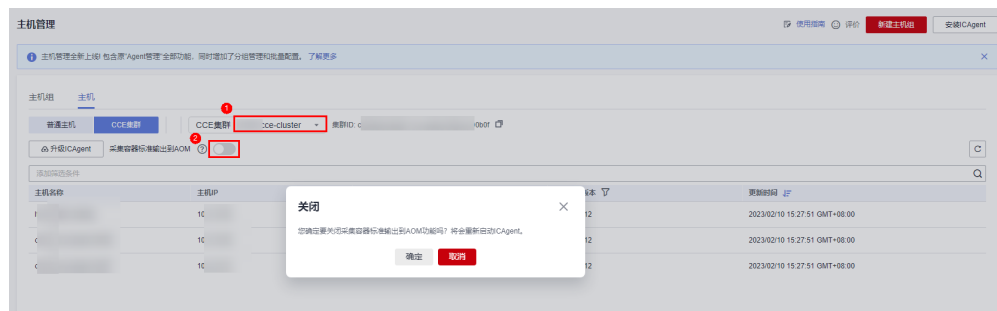 主机管理
使用指南 评价 新建主机组 安装ICAgent
主机管理全新上线! 包含原"Agent管理"全部功能，同时增加了分组管理和批量配置。 了解更多
主机组 主机
1
普通主机 CCE集群 CCE集群 cce-cluster 集群ID: c 0b0f
2
升级ICAgent 采集容器标准输出到AOM
添加筛选条件
主机名称 主机IP 版本 更新时间
10 12 2023/02/10 15:27:51 GMT+08:00
10 12 2023/02/10 15:27:51 GMT+08:00
10 12 2023/02/10 15:27:51 GMT+08:00
关闭
您确定要关闭采集容器标准输出到AOM功能吗？将会重新启动ICAgent。
确定 取消